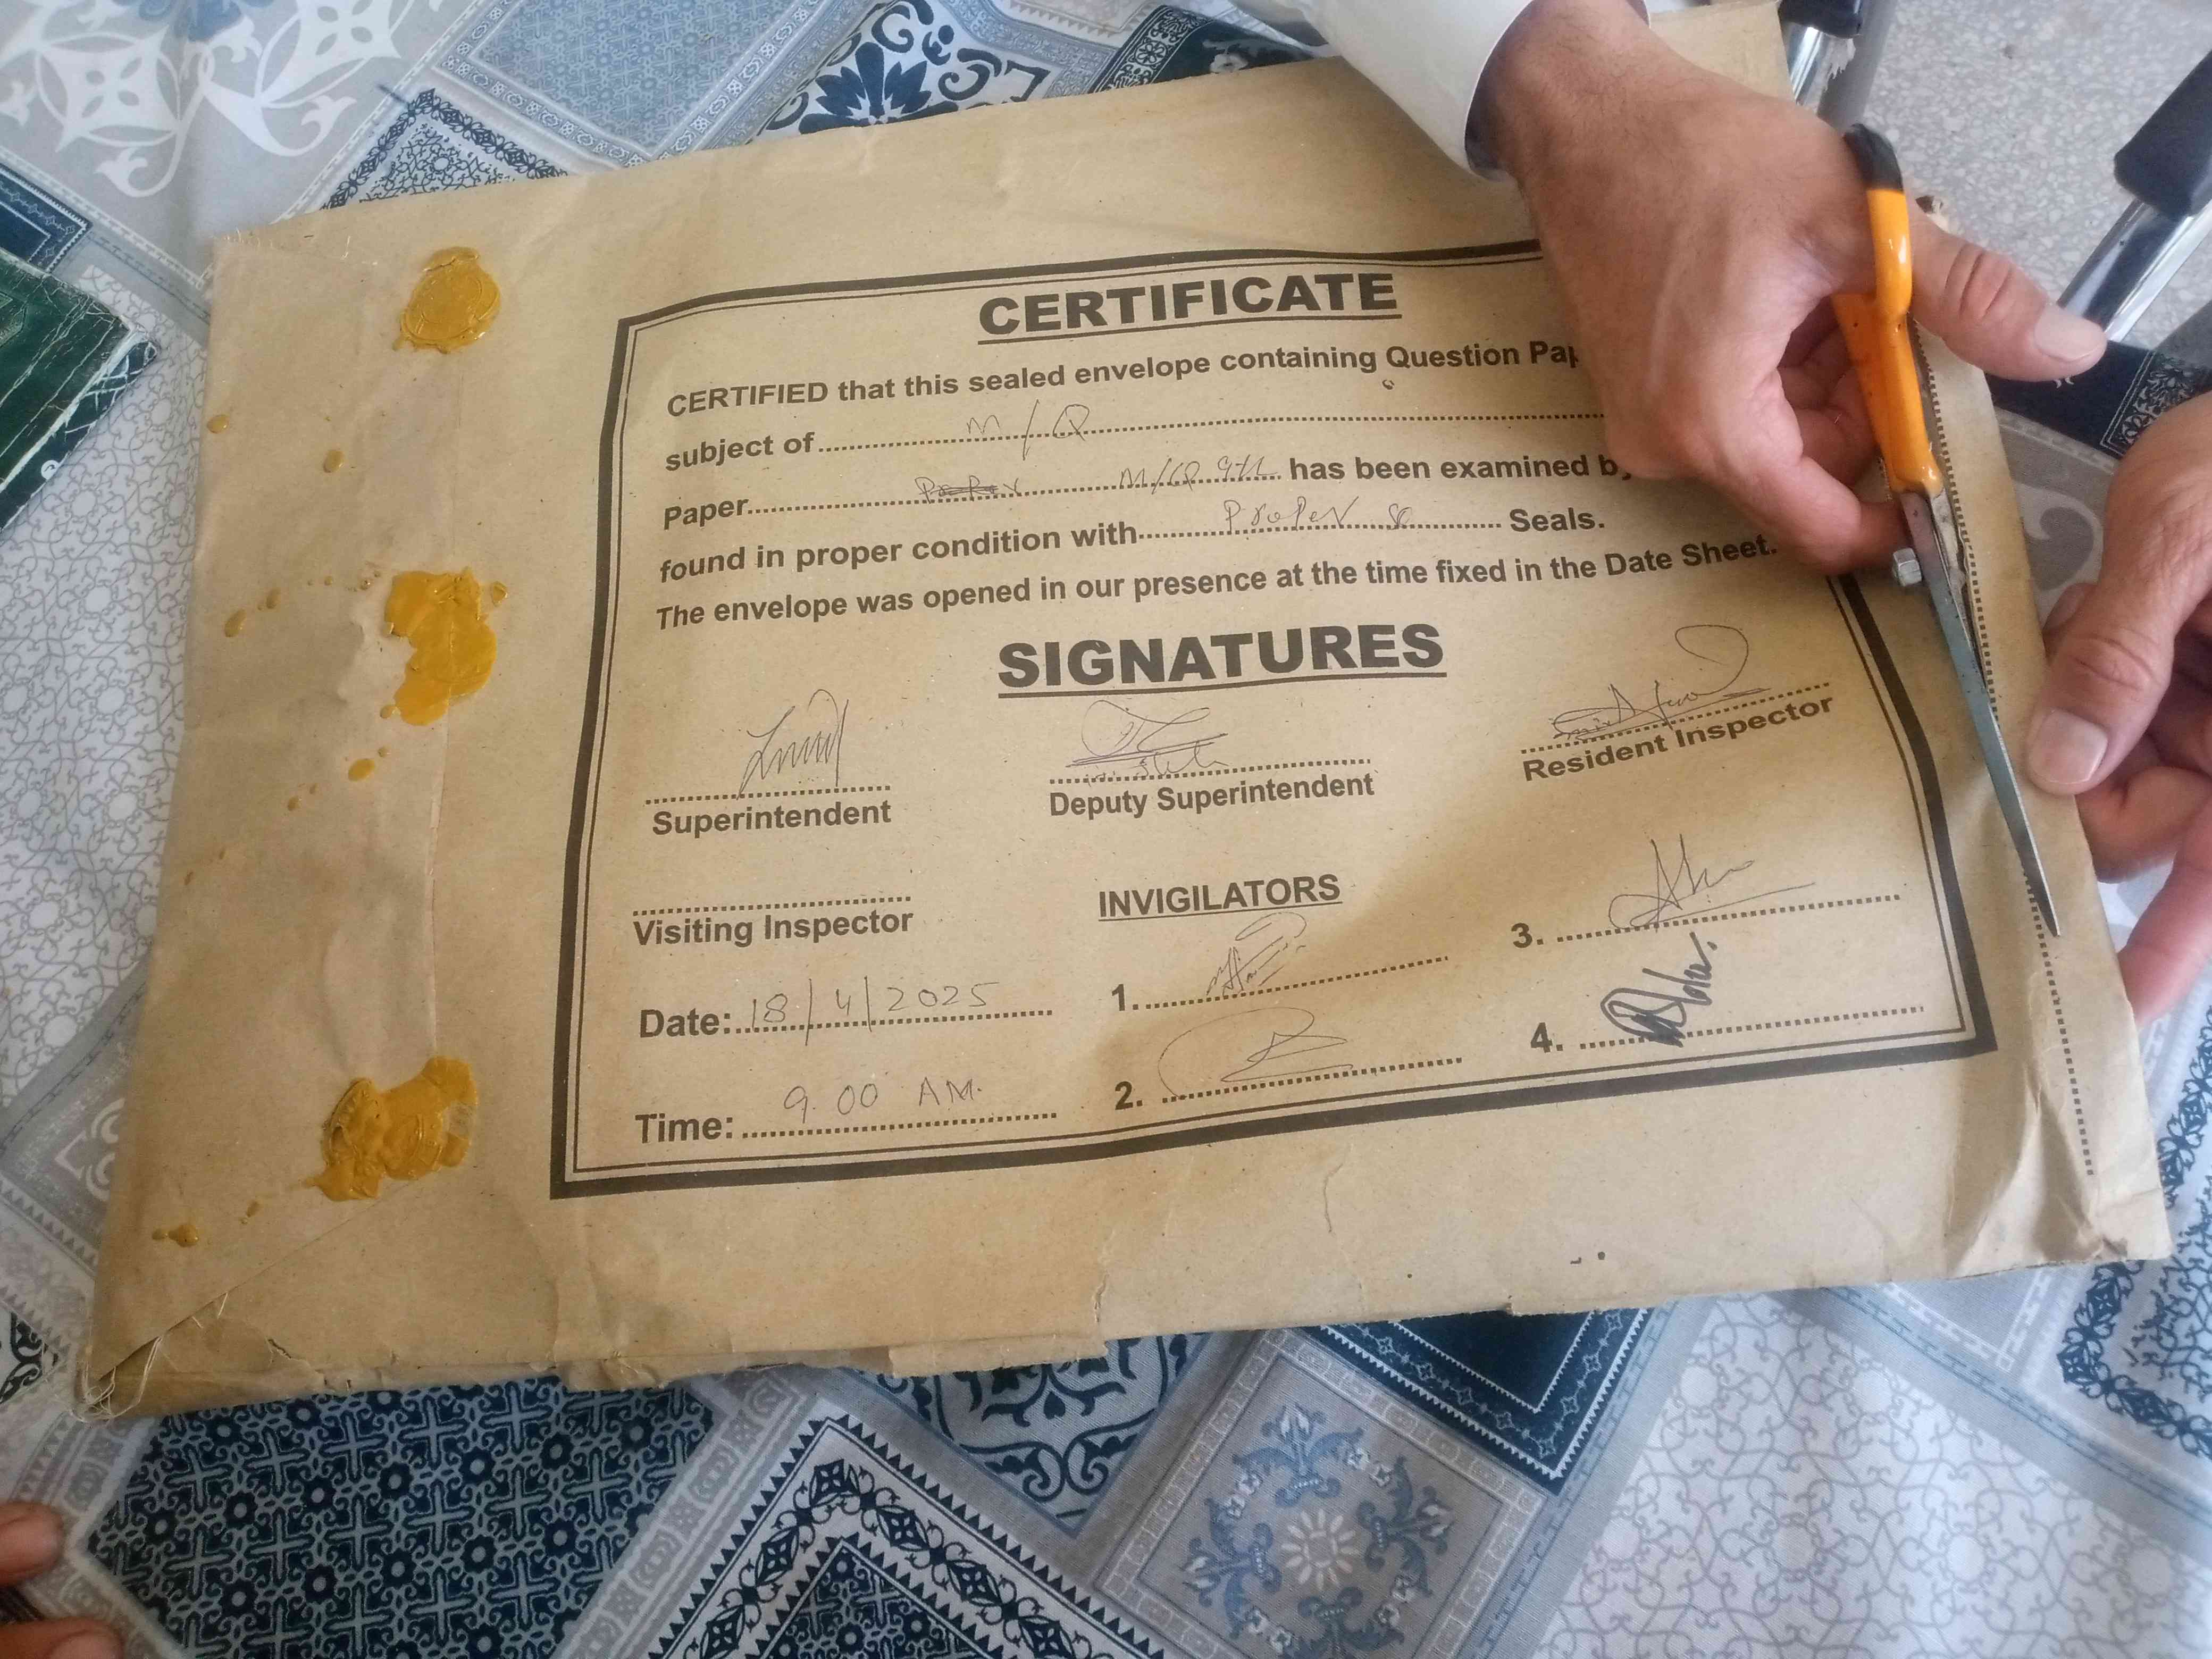 CERTIFICATE
CERTIFIED that this sealed envelope containing Question Pap
subject of M/Q
Paper M/Q 9th has been examined b
found in proper condition with Proper so Seals.
The envelope was opened in our presence at the time fixed in the Date Sheet.
SIGNATURES
Superintendent
Deputy Superintendent
Resident Inspector
Visiting Inspector
INVIGILATORS
1.
2.
3.
4.
Date: 18/4/2025
Time: 9.00 AM.